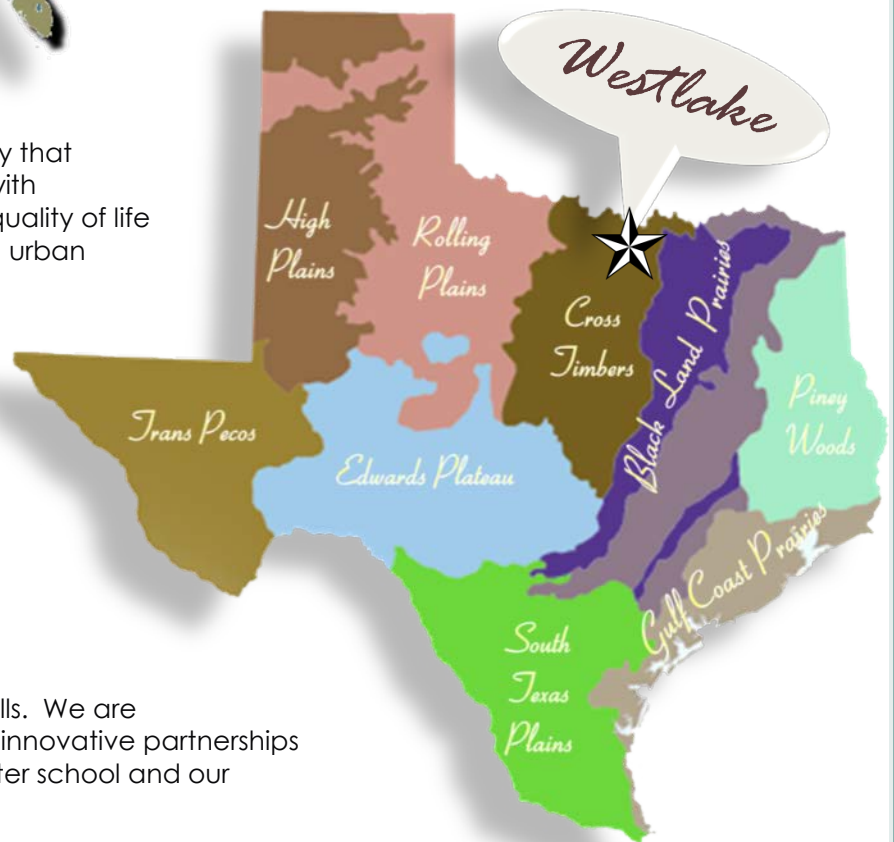 Westlake
y that
vith
quality of life
urban
High
Plains
Rolling
Plains
Cross
Timbers
Black Land Prairies
Piney
Woods
Trans Pecos
Edwards Plateau
Gulf Coast Prairies
South
Texas
Plains
lls. We are
innovative partnerships
ter school and our